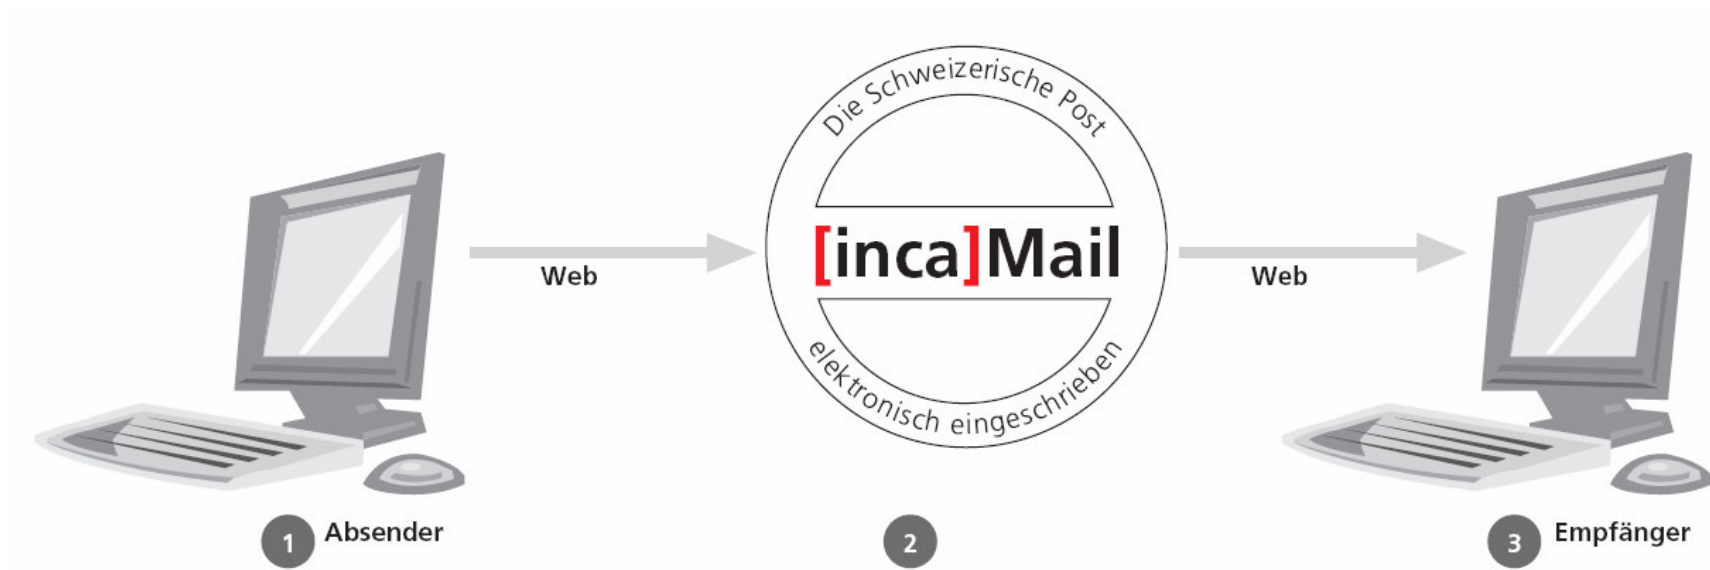 Die Schweizerische Post
[inca]Mail
elektronisch eingeschrieben
Web
Web
1 Absender
2
3 Empfänger